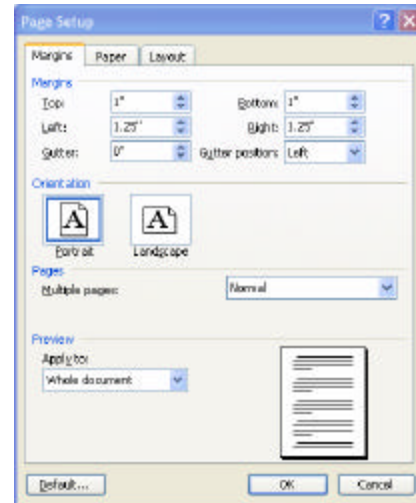 Page Setup
Margins Paper Layout
Margins
Top: 1" Bottom: 1"
Left: 1.25" Right: 1.25"
Gutter: 0" Gutter position: Left
Orientation
A A
Portrait Landscape
Pages
Multiple pages: Normal
Preview
Apply to:
Whole document
Default... OK Cancel